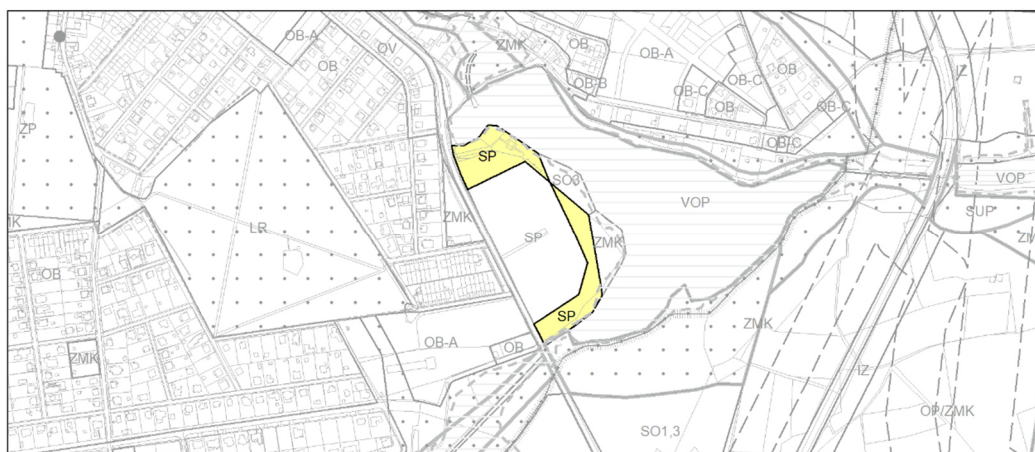 OB-A
OV
OB
ZMK
OB
OB-A
IZ
OB-C
OB
OB-B
OB-C
OB
OB-C
ZP
SP
OB-C
SO3
VOP
VOP
ZMK
SUP
LR
SP
ZMK
OB
SP
ZMK
OB-A
OB
ZMK
IZ
OP/ZMK
SO1,3